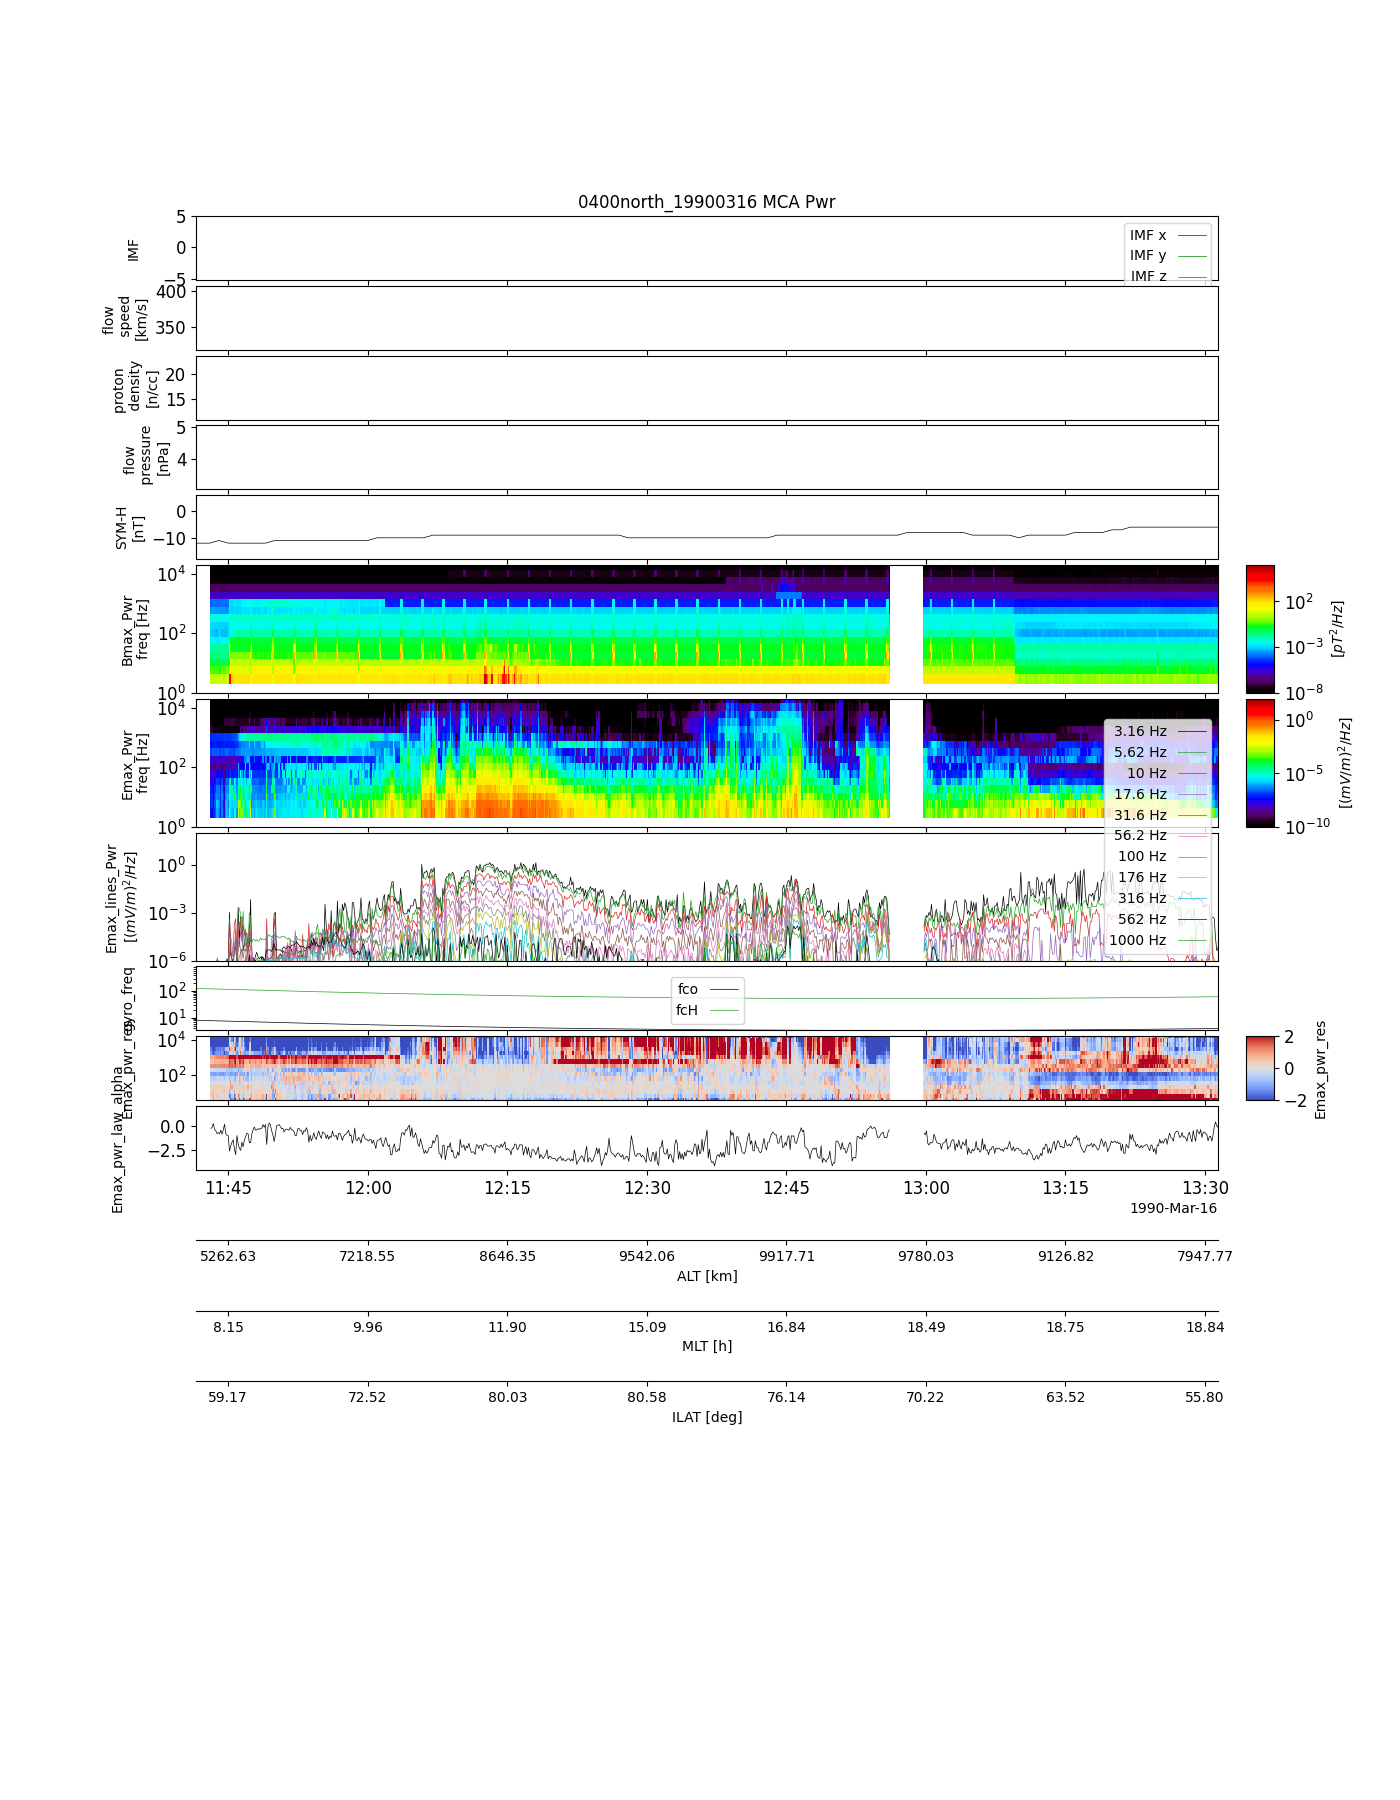 0400north_19900316 MCA Pwr
IMF
5
0
−5
IMF x
IMF y
IMF z
flow
speed
[km/s]
400
350
proton
density
[n/cc]
20
15
flow
pressure
[nPa]
5
4
SYM-H
[nT]
0
−10
Bmax_Pwr
freq [Hz]
10^4
10^2
10^0
10^2
10^−3
10^−8
[pT^2/Hz]
Emax_Pwr
freq [Hz]
10^4
10^2
10^0
10^0
10^−5
10^−10
[(mV/m)^2/Hz]
3.16 Hz
5.62 Hz
10 Hz
17.6 Hz
31.6 Hz
56.2 Hz
100 Hz
176 Hz
316 Hz
562 Hz
1000 Hz
Emax_lines_Pwr
[(mV/m)^2/Hz]
10^0
10^−3
10^−6
gyro_freq
10^2
10^1
fco
fcH
Emax_pwr_res
10^4
10^2
2
0
−2
Emax_pwr_res
Emax_pwr_law_alpha
0.0
−2.5
11:45 12:00 12:15 12:30 12:45 13:00 13:15 13:30
1990-Mar-16
5262.63 7218.55 8646.35 9542.06 9917.71 9780.03 9126.82 7947.77
ALT [km]
8.15 9.96 11.90 15.09 16.84 18.49 18.75 18.84
MLT [h]
59.17 72.52 80.03 80.58 76.14 70.22 63.52 55.80
ILAT [deg]